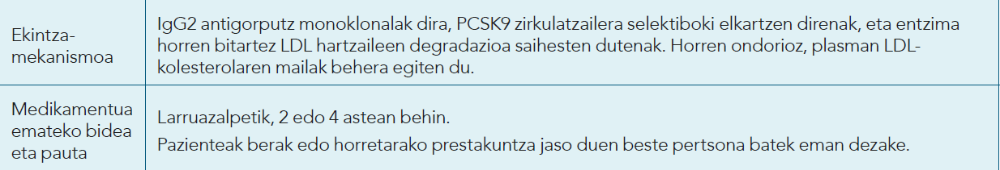 Ekintza-
mekanismoa
IgG2 antigorputz monoklonalak dira, PCSK9 zirkulatzailera selektiboki elkartzen direnak, eta entzima
horren bitartez LDL hartzaileen degradazioa saihesten dutenak. Horren ondorioz, plasman LDL-
kolesterolaren mailak behera egiten du.
Medikamentua
emateko bidea
eta pauta
Larruazalpetik, 2 edo 4 astean behin.
Pazienteak berak edo horretarako prestakuntza jaso duen beste pertsona batek eman dezake.